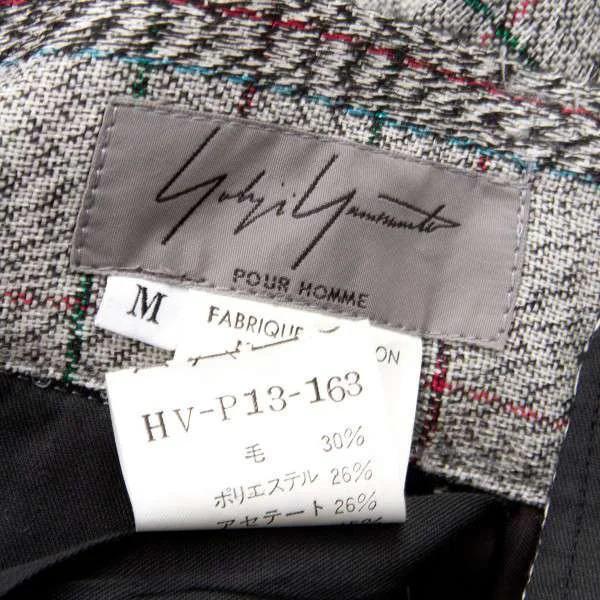 Yohji Yamamoto
POUR HOMME
M
FABRIQUE
ON
HV-P13-163
毛 30%
ポリエステル 26%
アセテート 26%